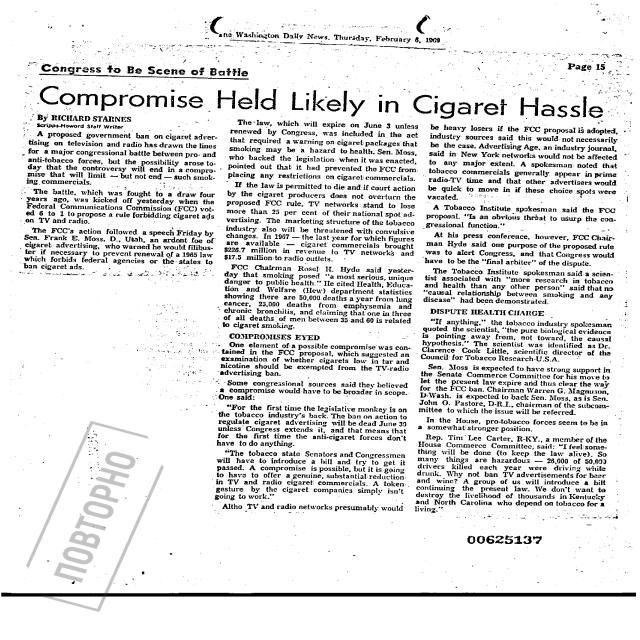 The Washington Daily News, Thursday, February 6, 1969
Congress to Be Scene of Battle
Page 15
Compromise Held Likely in Cigaret Hassle
By RICHARD STARNES
Scripps-Howard Staff Writer
A proposed government ban on cigaret adver-
tising on television and radio has drawn the lines
for a major congressional battle between pro- and
anti-tobacco forces, but the possibility arose to-
day that the controversy will end in a compro-
mise that will limit — but not end — such smok-
ing commercials.
The battle, which was fought to a draw four
years ago, was kicked off yesterday when the
Federal Communications Commission (FCC) vot-
ed 6 to 1 to propose a rule forbidding cigaret ads
on TV and radio.
The FCC's action followed a speech Friday by
Sen. Frank E. Moss, D., Utah, an ardent foe of
cigaret advertising, who warned he would filibus-
ter if necessary to prevent renewal of a 1965 law
which forbids federal agencies or the states to
ban cigaret ads.
The law, which will expire on June 3 unless
renewed by Congress, was included in the act
that required a warning on cigaret packages that
smoking may be a hazard to health. Sen. Moss,
who backed the legislation when it was enacted,
pointed out that it had prevented the FCC from
placing any restrictions on cigaret commercials.
If the law is permitted to die and if court action
by the cigaret producers does not overturn the
proposed FCC rule, TV networks stand to lose
more than 25 per cent of their national spot ad-
vertising. The marketing structure of the tobacco
industry also will be threatened with convulsive
changes. In 1967 — the last year for which figures
are available — cigaret commercials brought
$226.7 million in revenue to TV networks and
$17.5 million to radio outlets.
FCC Chairman Rosel H. Hyde said yester-
day that smoking posed "a most serious, unique
danger to public health." He cited Health, Educa-
tion and Welfare (Hew) department statistics
showing there are 50,000 deaths a year from lung
cancer, 25,000 deaths from emphysema and
chronic bronchitis, and claiming that one in three
of all deaths of men between 35 and 60 is related
to cigaret smoking.
COMPROMISES EYED
One element of a possible compromise was con-
tained in the FCC proposal, which suggested an
examination of whether cigarets low in tar and
nicotine should be exempted from the TV-radio
advertising ban.
Some congressional sources said they believed
a compromise would have to be broader in scope.
One said:
"For the first time the legislative monkey is on
the tobacco industry's back. The ban on action to
regulate cigaret advertising will be dead June 30
unless Congress extends it, and that means that
for the first time the anti-cigaret forces don't
have to do anything.
"The tobacco state Senators and Congressmen
will have to introduce a bill and try to get it
passed. A compromise is possible, but it is going
to have to offer a genuine, substantial reduction
in TV and radio cigaret commercials. A token
gesture by the cigaret companies simply isn't
going to work."
Altho TV and radio networks presumably would
be heavy losers if the FCC proposal is adopted,
industry sources said this would not necessarily
be the case. Advertising Age, an industry journal,
said in New York networks would not be affected
to any major extent. A spokesman noted that
tobacco commercials generally appear in prime
radio-TV time and that other advertisers would
be quick to move in if these choice spots were
vacated.
A Tobacco Institute spokesman said the FCC
proposal. "Is an obvious threat to usurp the con-
gressional function."
At his press conference, however, FCC Chair-
man Hyde said one purpose of the proposed rule
was to alert Congress, and that Congress would
have to be the "final arbiter" of the dispute.
The Tobacco Institute spokesman said a scien-
tist associated with "more research in tobacco
and health than any other person" said that no
"causal relationship between smoking and any
disease" had been demonstrated.
DISPUTE HEALTH CHARGE
"If anything," the tobacco industry spokesman
quoted the scientist, "the pure biological evidence
is pointing away from, not toward, the causal
hypothesis." The scientist was identified as Dr.
Clarence Cook Little, scientific director of the
Council for Tobacco Research-U.S.A.
Sen. Moss is expected to have strong support in
the Senate Commerce Committee for his move to
let the present law expire and thus clear the way
for the FCC ban. Chairman Warren G. Magnuson,
D-Wash. is expected to back Sen. Moss, as is Sen.
John O. Pastore, D-R.I., chairman of the subcom-
mittee to which the issue will be referred.
In the House, pro-tobacco forces seem to be in
a somewhat stronger position.
Rep. Tim Lee Carter, R-KY., a member of the
House Commerce Committee, said: "I feel some-
thing will be done (to keep the law alive). So
many things are hazardous — 26,000 of 50,000
drivers killed each year were driving while
drunk. Why not ban TV advertisements for beer
and wine? A group of us will introduce a bill
continuing the present law. We don't want to
destroy the livelihood of thousands in Kentucky
and North Carolina who depend on tobacco for a
living."
ПОВТОРНО
00625137